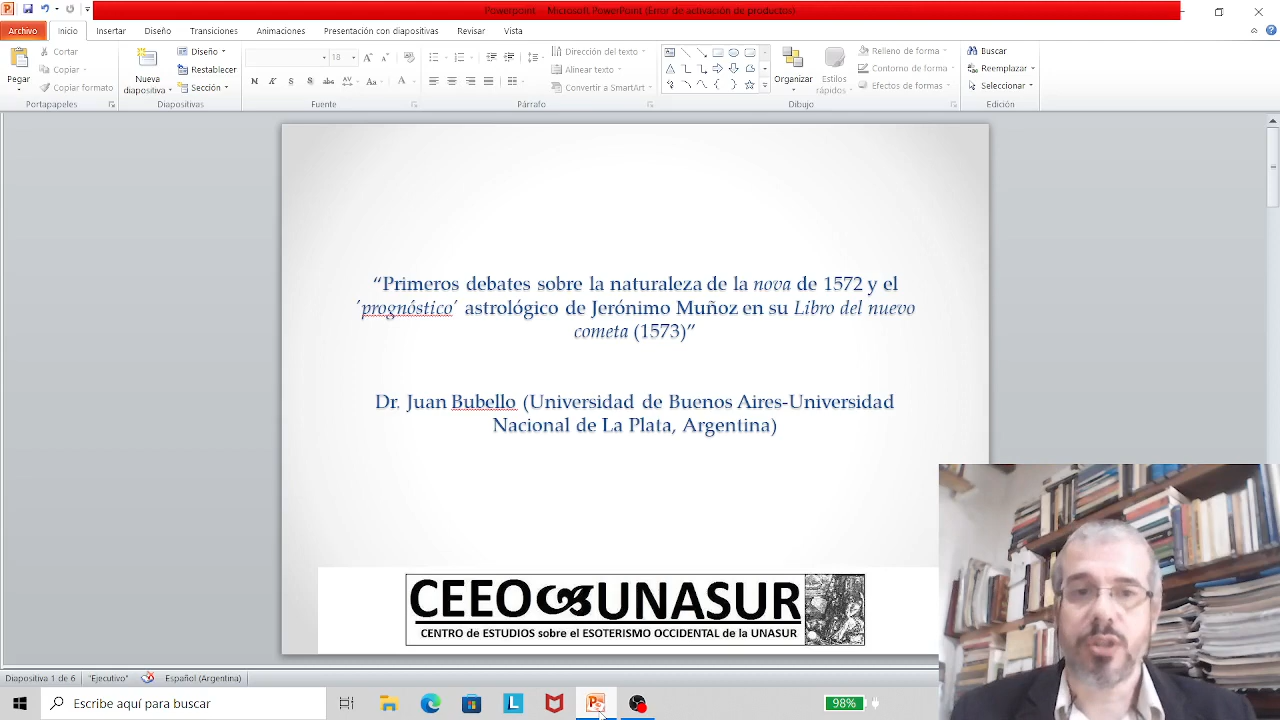 Powerpoint - Microsoft PowerPoint (Error de activación de productos)
Archivo Inicio Insertar Diseño Transiciones Animaciones Presentación con diapositivas Revisar Vista
Cortar Diseño 18 Dirección del texto Relleno de forma Buscar
Pegar Copiar Nueva diapositiva Restablecer Alinear texto Organizar Estilos rápidos Contorno de forma Reemplazar
Copiar formato Sección N K S S abc AV Aa A Convertir a SmartArt Efectos de formas Seleccionar
Portapapeles Diapositivas Fuente Párrafo Dibujo Edición
“Primeros debates sobre la naturaleza de la nova de 1572 y el
´prognóstico´ astrológico de Jerónimo Muñoz en su Libro del nuevo
cometa (1573)”
Dr. Juan Bubello (Universidad de Buenos Aires-Universidad
Nacional de La Plata, Argentina)
CEEO UNASUR
CENTRO de ESTUDIOS sobre el ESOTERISMO OCCIDENTAL de la UNASUR
Diapositiva 1 de 6 "Ejecutivo" Español (Argentina)
Escribe aquí para buscar 98%